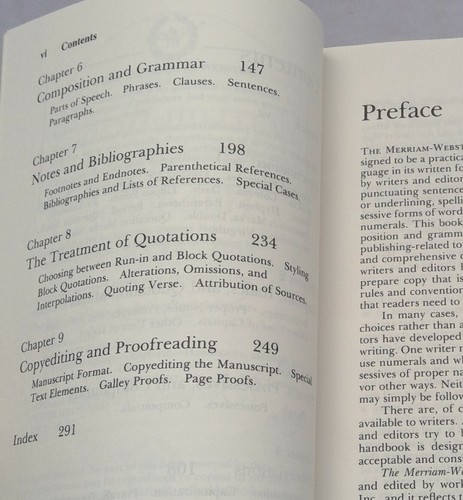 vi Contents
Chapter 6
Composition and Grammar 147
Parts of Speech. Phrases. Clauses. Sentences.
Paragraphs.
Chapter 7
Notes and Bibliographies 198
Footnotes and Endnotes. Parenthetical References.
Bibliographies and Lists of References. Special Cases.
Chapter 8
The Treatment of Quotations 234
Choosing between Run-in and Block Quotations. Styling
Block Quotations. Alterations, Omissions, and
Interpolations. Quoting Verse. Attribution of Sources.
Chapter 9
Copyediting and Proofreading 249
Manuscript Format. Copyediting the Manuscript. Special
Text Elements. Galley Proofs. Page Proofs.
Index 291
Preface
THE MERRIAM-WEBST
signed to be a practica
guage in its written fo
by writers and editor
punctuating sentence
or underlining, spelli
sessive forms of word
numerals. This book
position and gramma
publishing-related to
and comprehensive c
writers and editors
prepare copy that is
rules and convention
that readers need to
In many cases,
choices rather than a
tors have developed
writing. One writer m
use numerals and wh
sessives of proper na
vor other ways. Neit
may simply be follow
There are, of c
available to writers. A
and editors try to b
handbook is design
acceptable and cons
The Merriam-We
and edited by work
Inc., and it reflects